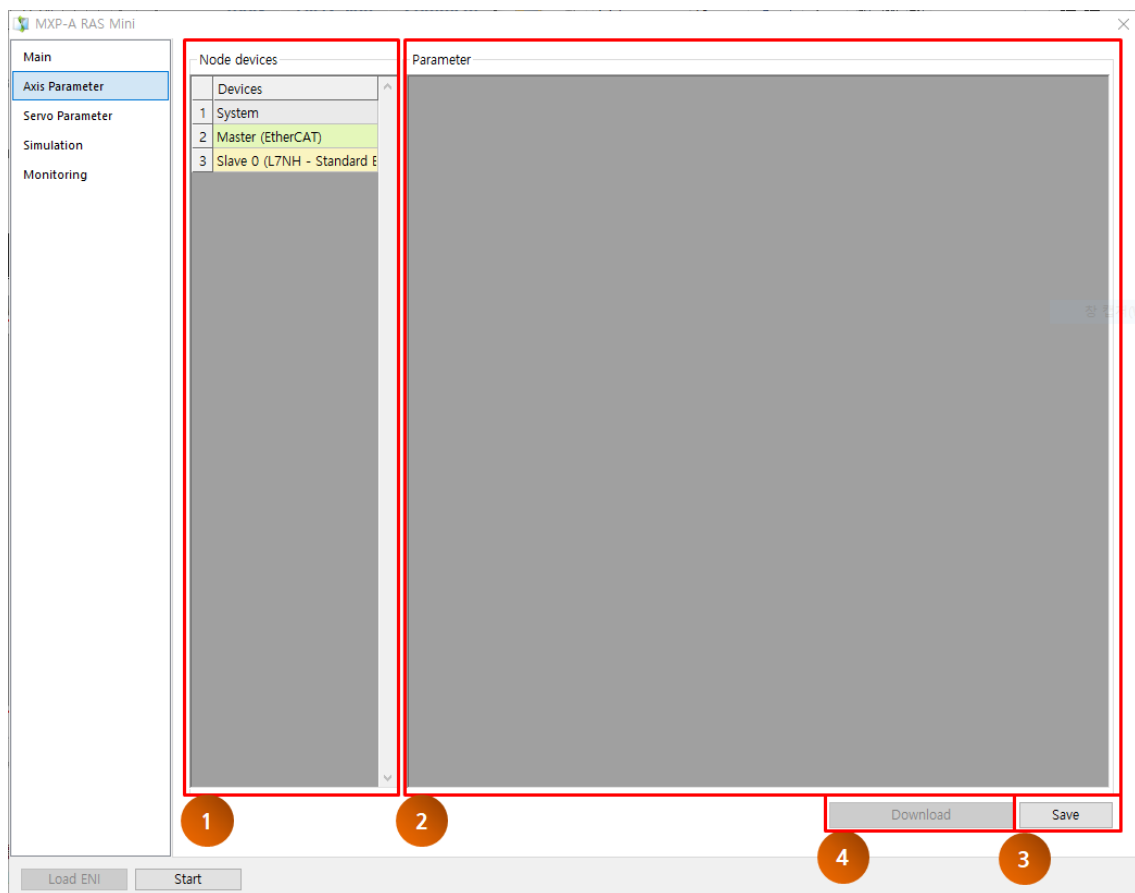 MXP-A RAS Mini
Main
Axis Parameter
Servo Parameter
Simulation
Monitoring
Node devices
Devices
1 System
2 Master (EtherCAT)
3 Slave 0 (L7NH - Standard E
Parameter
1
2
Download
Save
4
3
Load ENI
Start